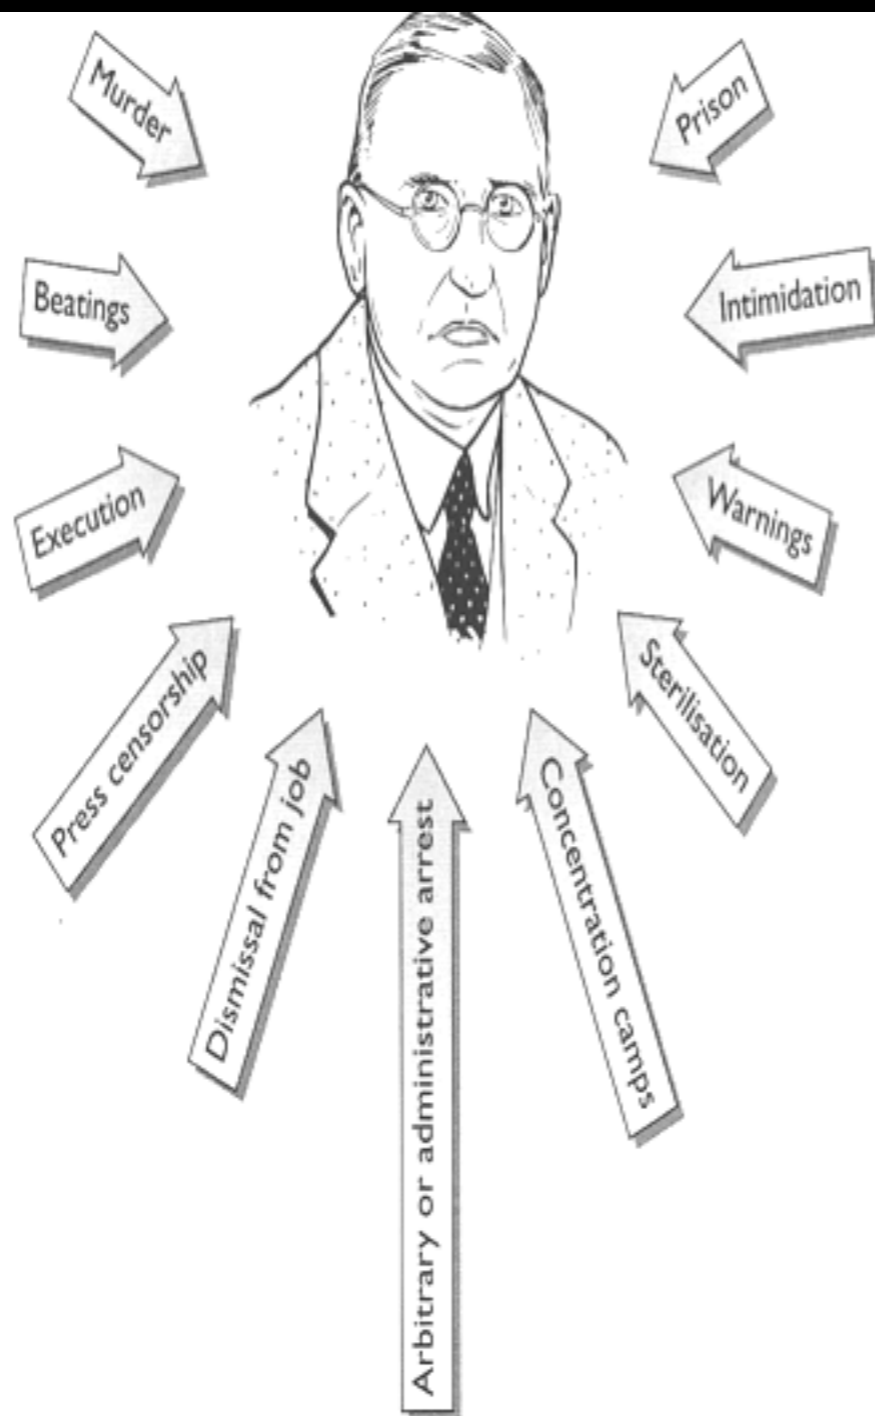 Murder
Prison
Beatings
Intimidation
Execution
Warnings
Press censorship
Sterilisation
Dismissal from job
Concentration camps
Arbitrary or administrative arrest